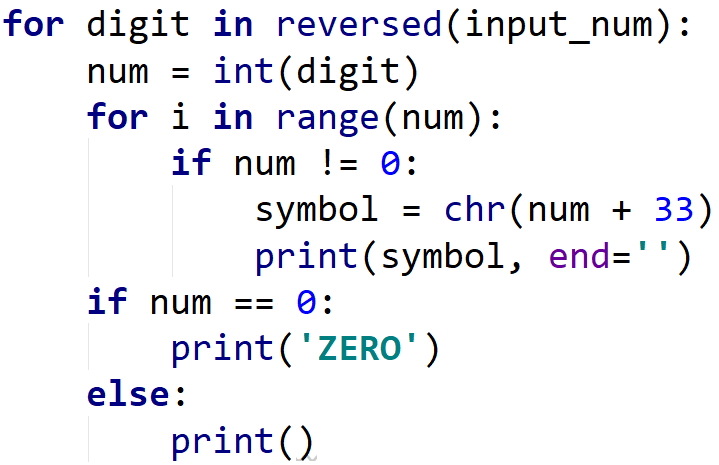 for digit in reversed(input_num):
    num = int(digit)
    for i in range(num):
        if num != 0:
            symbol = chr(num + 33)
            print(symbol, end='')
    if num == 0:
        print('ZERO')
    else:
        print()